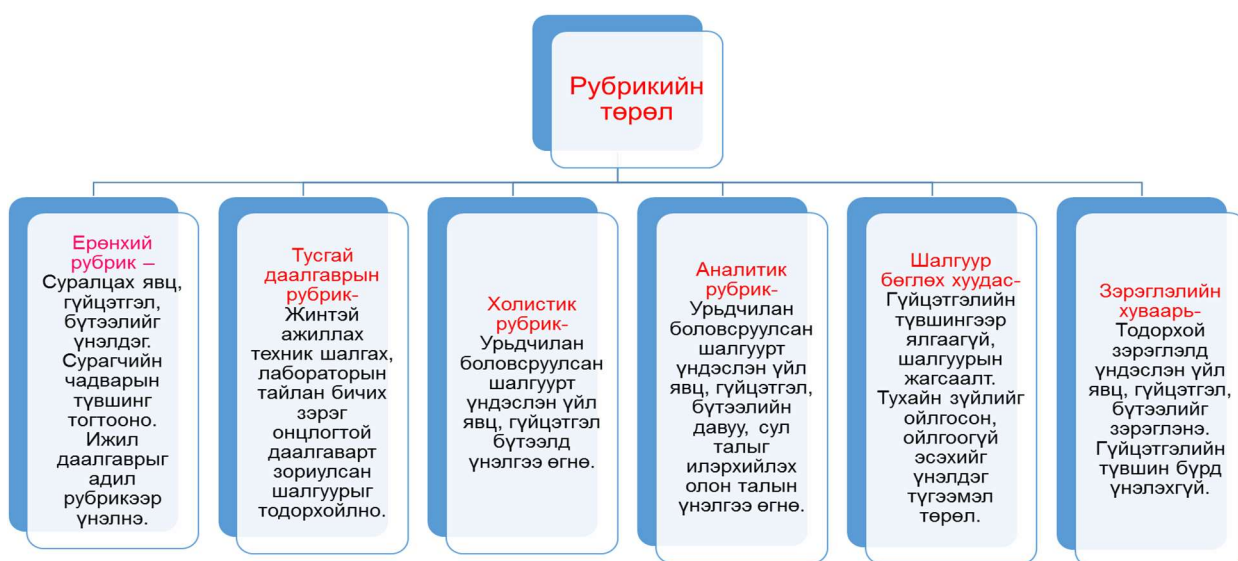 Рубрикийн
төрөл
Ерөнхий
рубрик –
Суралцах явц,
гүйцэтгэл,
бүтээлийг
үнэлдэг.
Сурагчийн
чадварын
түвшинг
тогтооно.
Ижил
даалгаврыг
адил
рубрикээр
үнэлнэ.
Тусгай
даалгаврын
рубрик-
Жинтэй
ажиллах
техник шалгах,
лабораторын
тайлан бичих
зэрэг
онцлогтой
даалгаварт
зориулсан
шалгуурыг
тодорхойлно.
Холистик
рубрик-
Урьдчилан
боловсруулсан
шалгуурт
үндэслэн үйл
явц, гүйцэтгэл
бүтээлд
үнэлгээ өгнө.
Аналитик
рубрик-
Урьдчилан
боловсруулсан
шалгуурт
үндэслэн үйл
явц, гүйцэтгэл,
бүтээлийн
давуу, сул
талыг
илэрхийлэх
олон талын
үнэлгээ өгнө.
Шалгуур
бөглөх хуудас-
Гүйцэтгэлийн
түвшингээр
ялгаагүй,
шалгуурын
жагсаалт.
Тухайн зүйлийг
ойлгосон,
ойлгоогүй
эсэхийг
үнэлдэг
түгээмэл
төрөл.
Зэрэглэлийн
хуваарь-
Тодорхой
зэрэглэлд
үндэслэн үйл
явц, гүйцэтгэл,
бүтээлийг
зэрэглэнэ.
Гүйцэтгэлийн
түвшин бүрд
үнэлэхгүй.